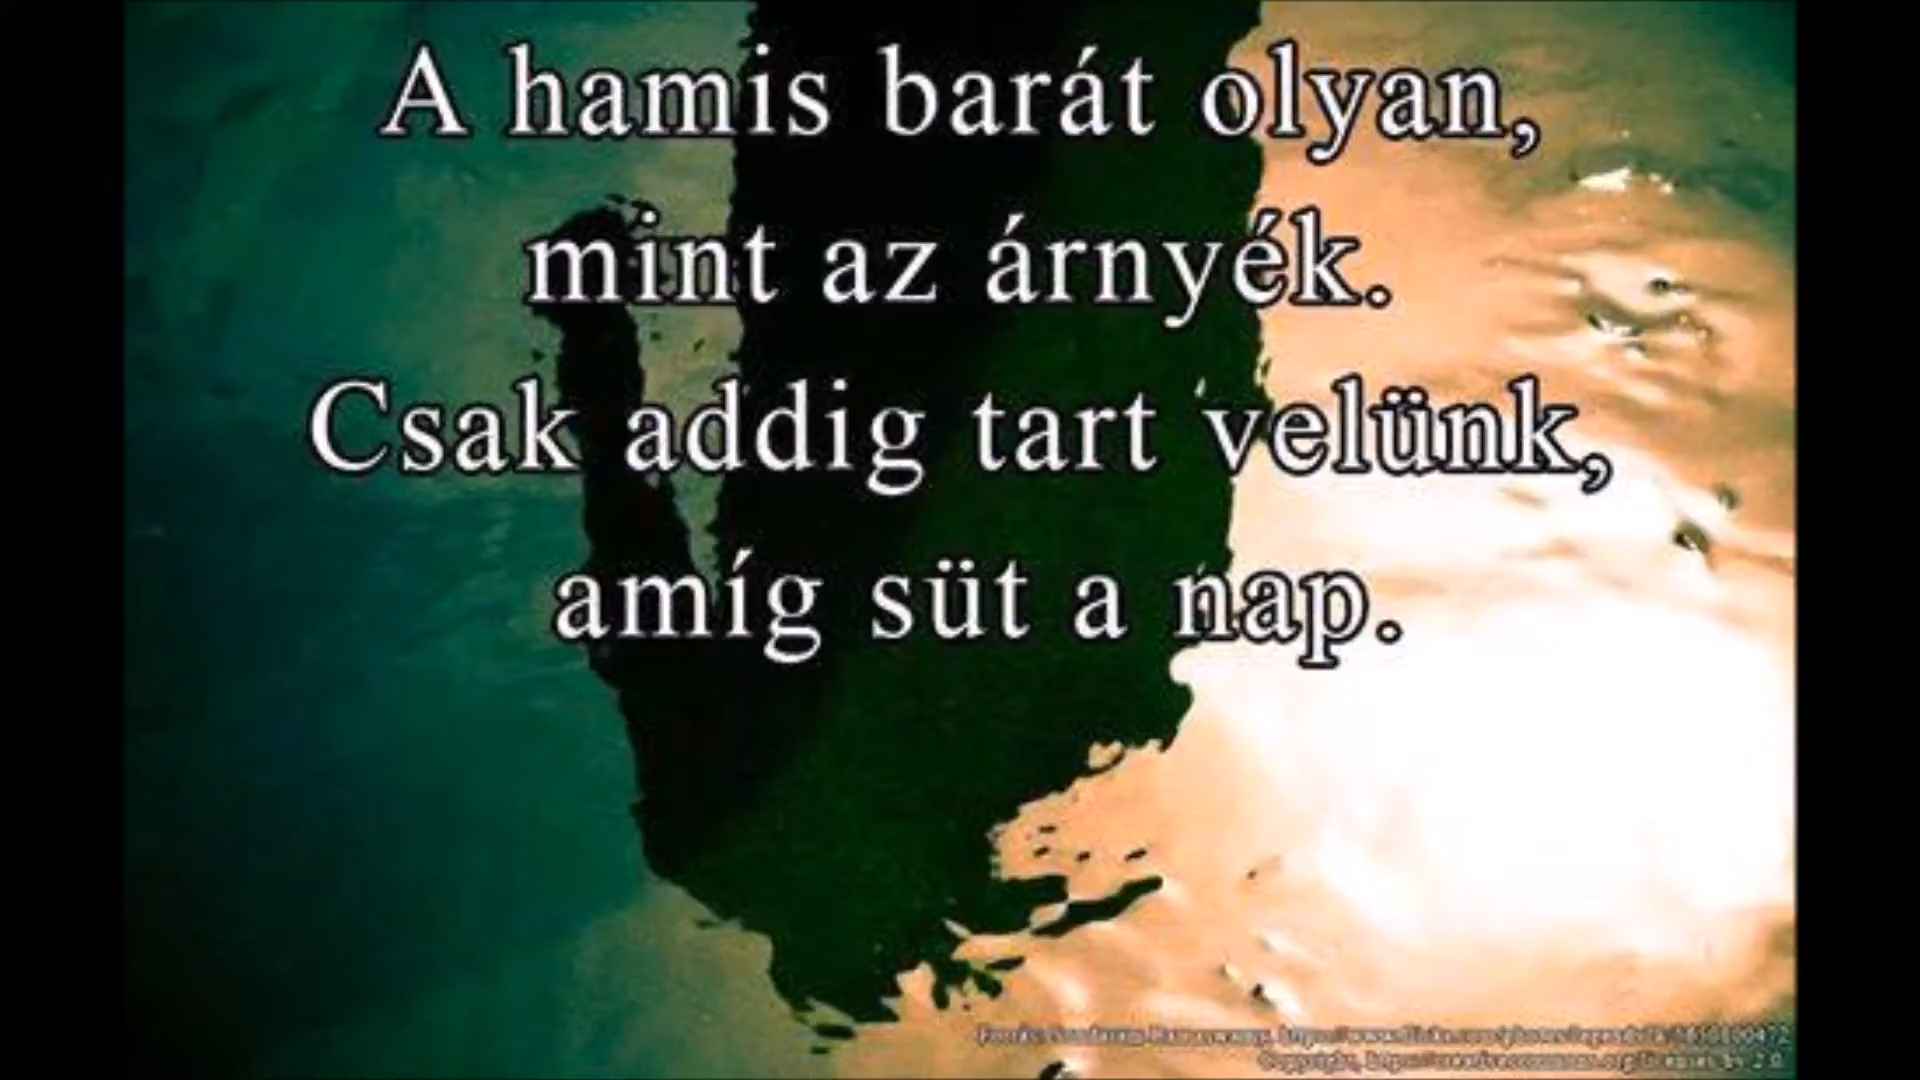 A hamis barát olyan,
mint az árnyék.
Csak addig tart velünk,
amíg süt a nap.